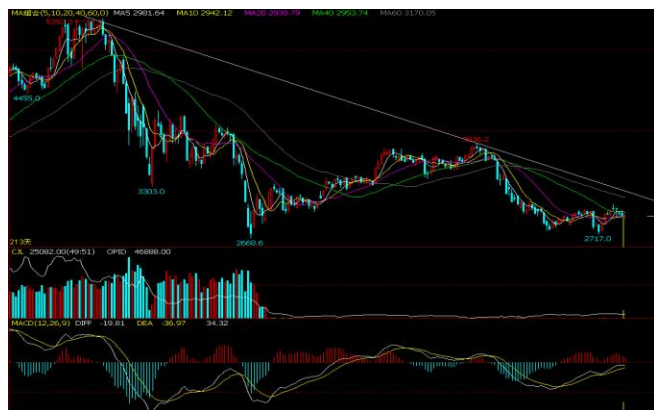 MA组合(5,10,20,40,60,0) MA5 2981.64 MA10 2942.12 MA20 2938.79 MA40 2953.74 MA60 3170.05
4455.0
3303.0
2668.6
2717.0
213天
CJL 25082.00(49:51) OPID 46888.00
MACD(12,26,9) DIFF -19.81 DEA -36.97 34.32